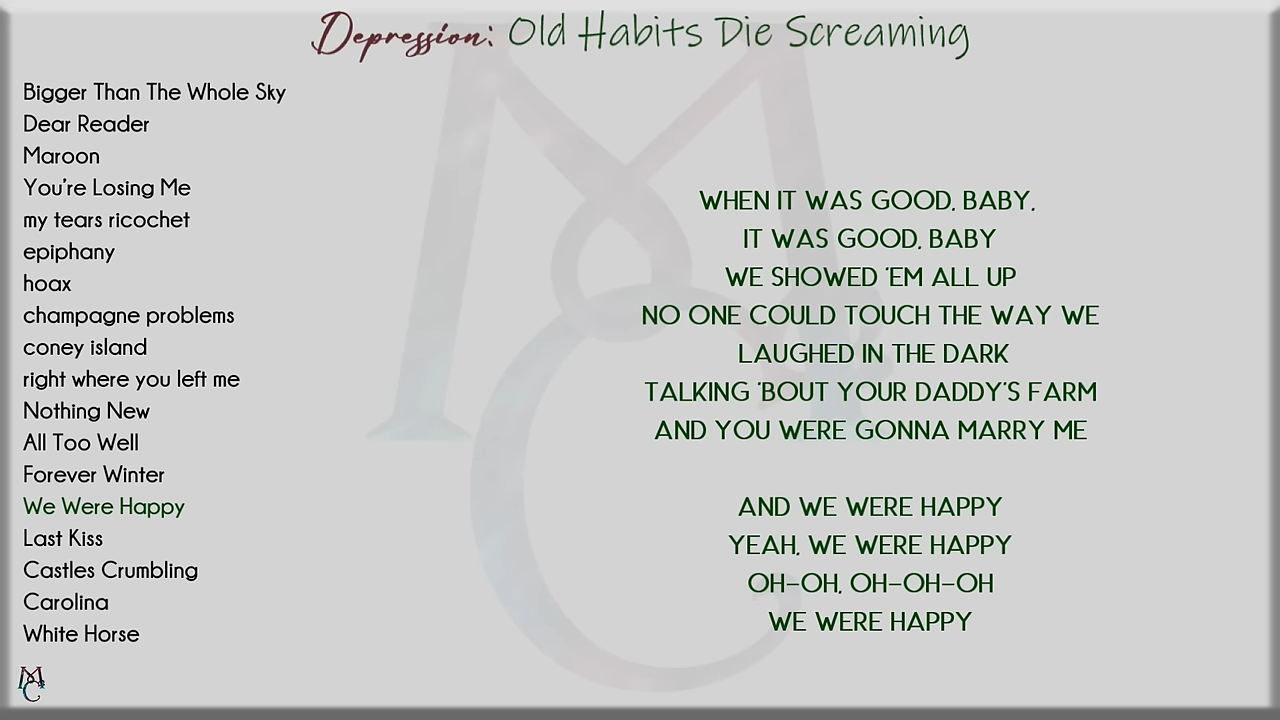 Depression: Old Habits Die Screaming
Bigger Than The Whole Sky
Dear Reader
Maroon
You're Losing Me
my tears ricochet
epiphany
hoax
champagne problems
coney island
right where you left me
Nothing New
All Too Well
Forever Winter
We Were Happy
Last Kiss
Castles Crumbling
Carolina
White Horse
WHEN IT WAS GOOD, BABY,
IT WAS GOOD, BABY
WE SHOWED 'EM ALL UP
NO ONE COULD TOUCH THE WAY WE
LAUGHED IN THE DARK
TALKING 'BOUT YOUR DADDY'S FARM
AND YOU WERE GONNA MARRY ME
AND WE WERE HAPPY
YEAH, WE WERE HAPPY
OH-OH, OH-OH-OH
WE WERE HAPPY